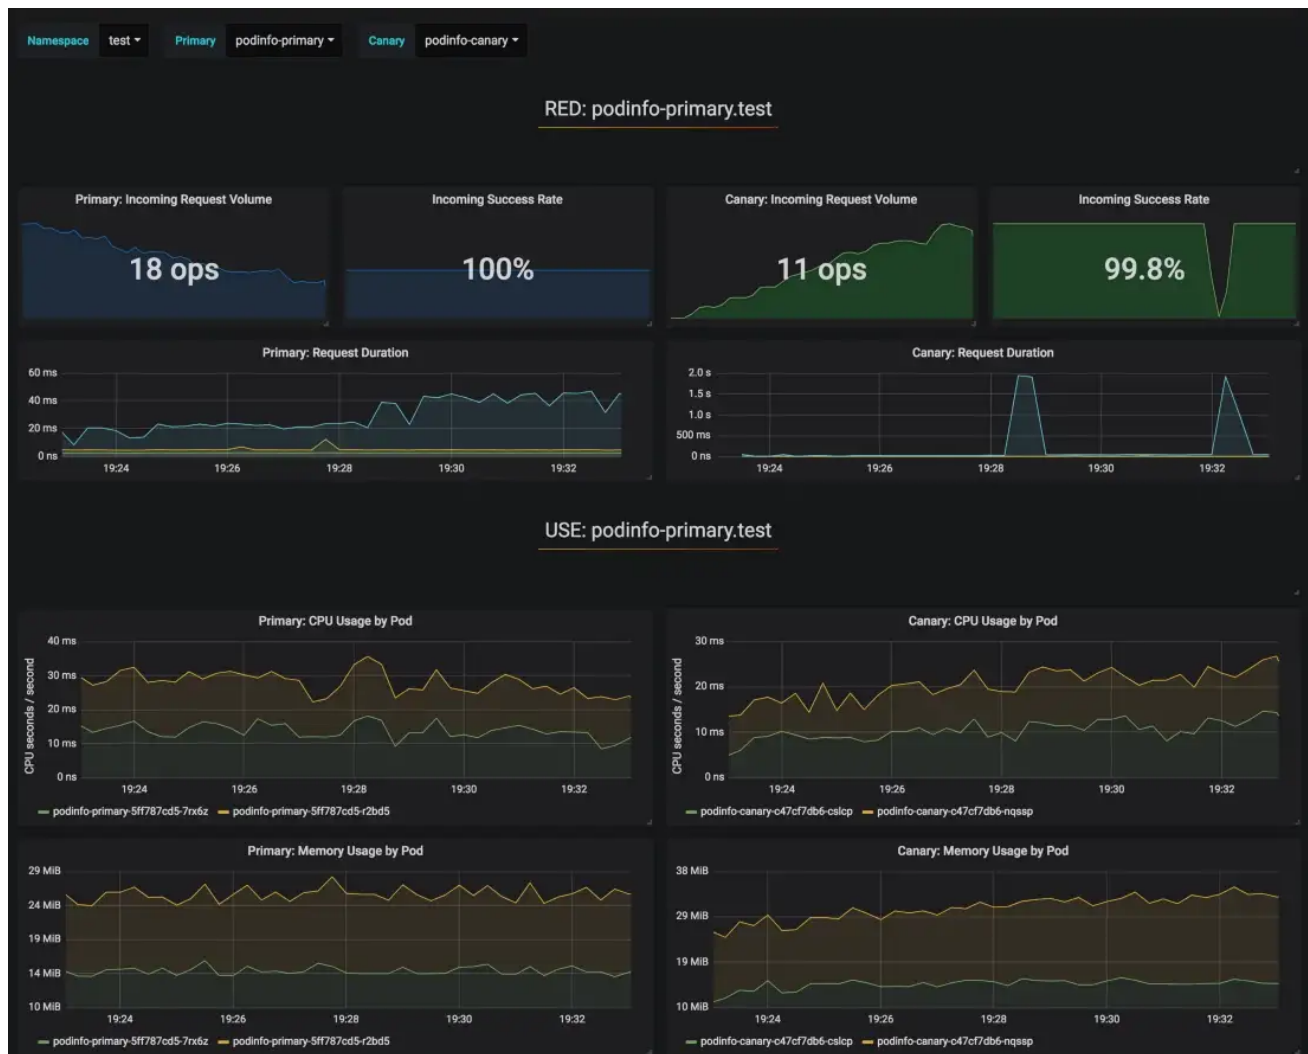 Namespace test Primary podinfo-primary Canary podinfo-canary
RED: podinfo-primary.test
Primary: Incoming Request Volume
18 ops
Incoming Success Rate
100%
Canary: Incoming Request Volume
11 ops
Incoming Success Rate
99.8%
Primary: Request Duration
60 ms
40 ms
20 ms
0 ns
19:24 19:26 19:28 19:30 19:32
Canary: Request Duration
2.0 s
1.5 s
1.0 s
500 ms
0 ns
19:24 19:26 19:28 19:30 19:32
USE: podinfo-primary.test
Primary: CPU Usage by Pod
CPU seconds / second
40 ms
30 ms
20 ms
10 ms
0 ns
19:24 19:26 19:28 19:30 19:32
podinfo-primary-5ff787cd5-7rx6z podinfo-primary-5ff787cd5-r2bd5
Canary: CPU Usage by Pod
CPU seconds / second
30 ms
20 ms
10 ms
0 ns
19:24 19:26 19:28 19:30 19:32
podinfo-canary-c47cf7db6-cslcp podinfo-canary-c47cf7db6-nqssp
Primary: Memory Usage by Pod
29 MiB
24 MiB
19 MiB
14 MiB
10 MiB
19:24 19:26 19:28 19:30 19:32
podinfo-primary-5ff787cd5-7rx6z podinfo-primary-5ff787cd5-r2bd5
Canary: Memory Usage by Pod
38 MiB
29 MiB
19 MiB
10 MiB
19:24 19:26 19:28 19:30 19:32
podinfo-canary-c47cf7db6-cslcp podinfo-canary-c47cf7db6-nqssp